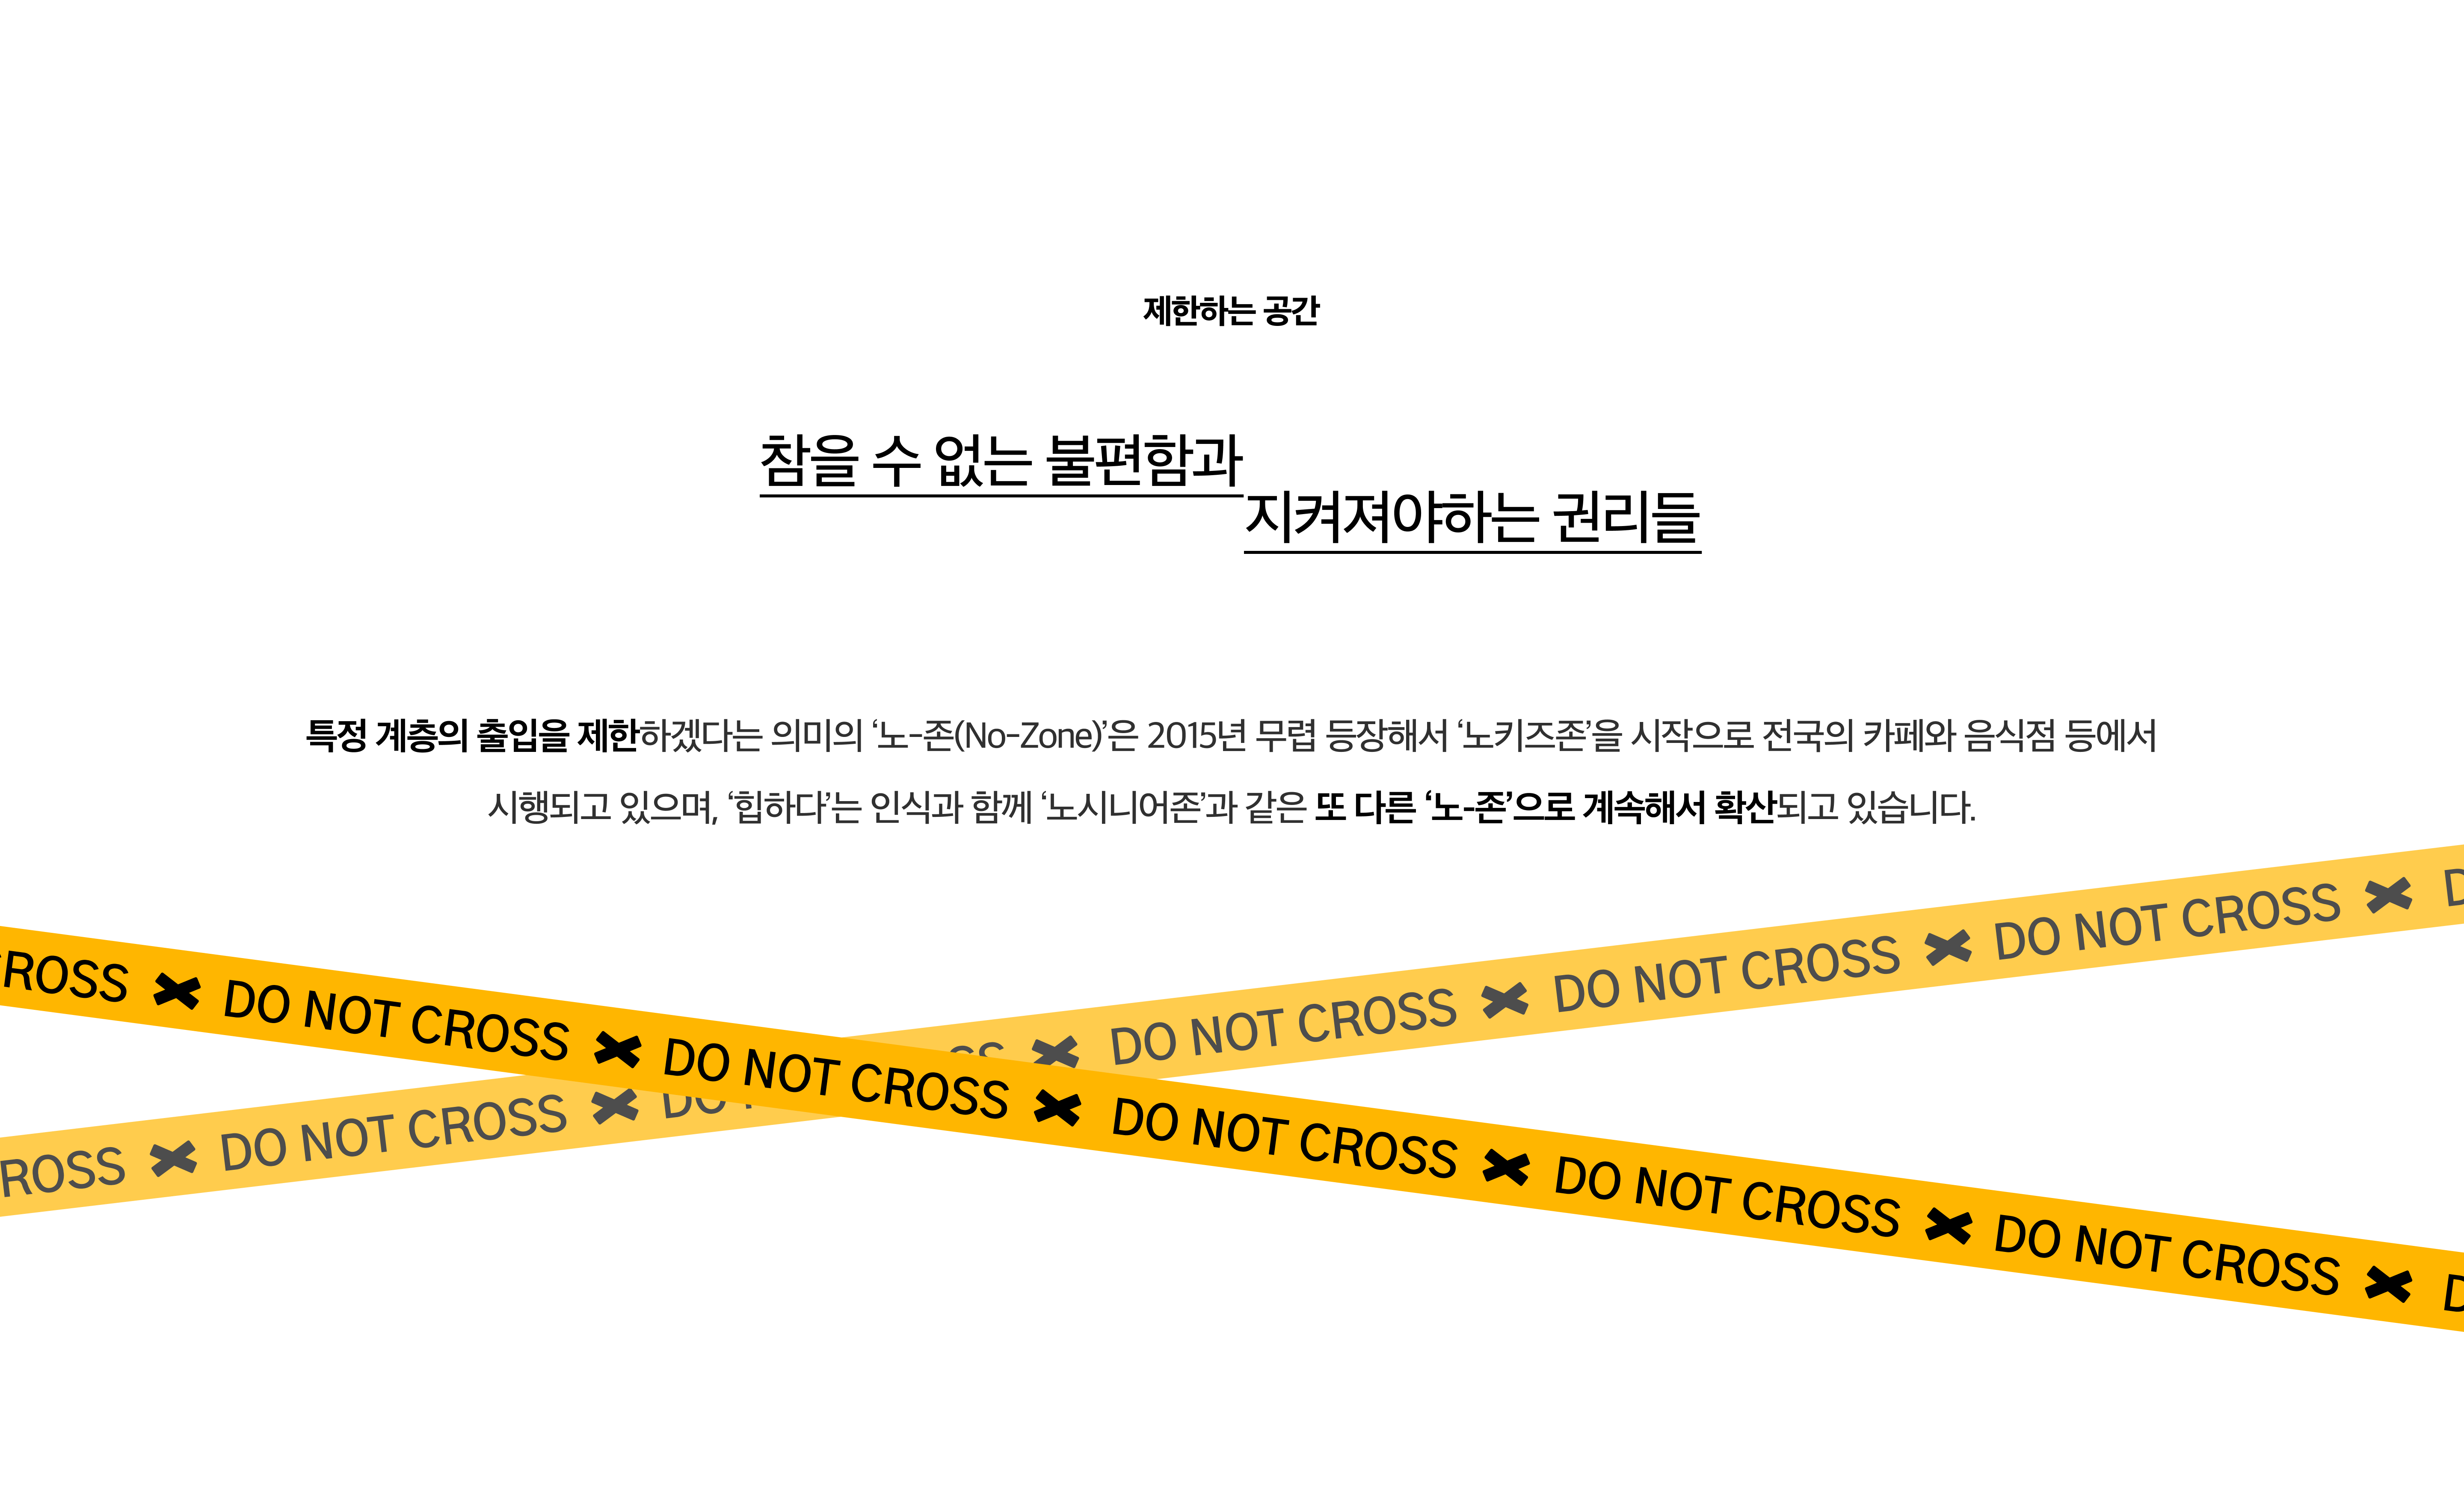 제한하는 공간
참을 수 없는 불편함과
지켜져야하는 권리들
특정 계층의 출입을 제한하겠다는 의미의 ‘노-존(No-Zone)’은 2015년 무렵 등장해서 ‘노키즈존’을 시작으로 전국의 카페와 음식점 등에서
시행되고 있으며, ‘힙하다’는 인식과 함께 ‘노시니어존’과 같은 또 다른 ‘노-존’으로 계속해서 확산되고 있습니다.
CROSS ✖ DO NOT CROSS ✖ DO NOT CROSS ✖ DO NOT CROSS ✖ DO NOT CROSS ✖ DO NOT CROSS ✖ D
ROSS ✖ DO NOT CROSS ✖ DO ✖ DO NOT CROSS ✖ DO NOT CROSS ✖ DO NOT CROSS ✖ D